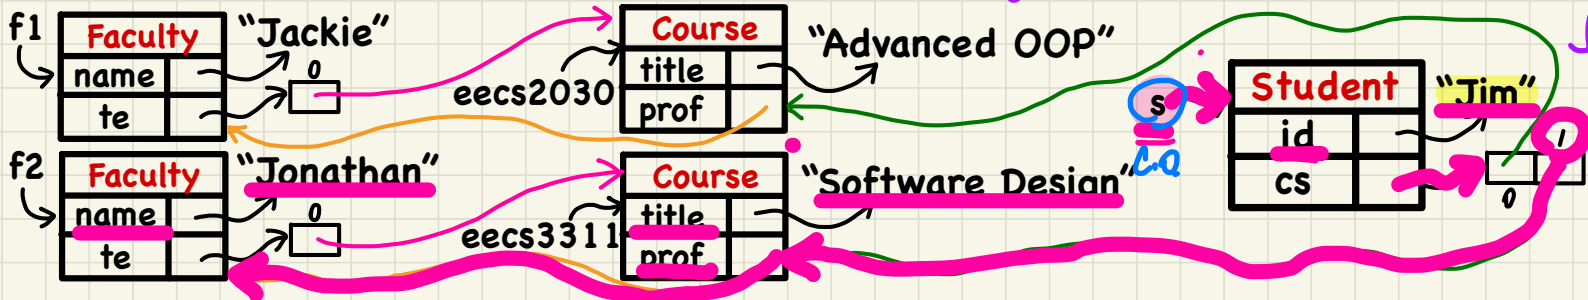 f1
Faculty
name
te
"Jackie"
0
eecs2030
Course
title
prof
"Advanced OOP"
s
C.O
Student
id
cs
"Jim"
0
1
f2
Faculty
name
te
"Jonathan"
0
eecs3311
Course
title
prof
"Software Design"